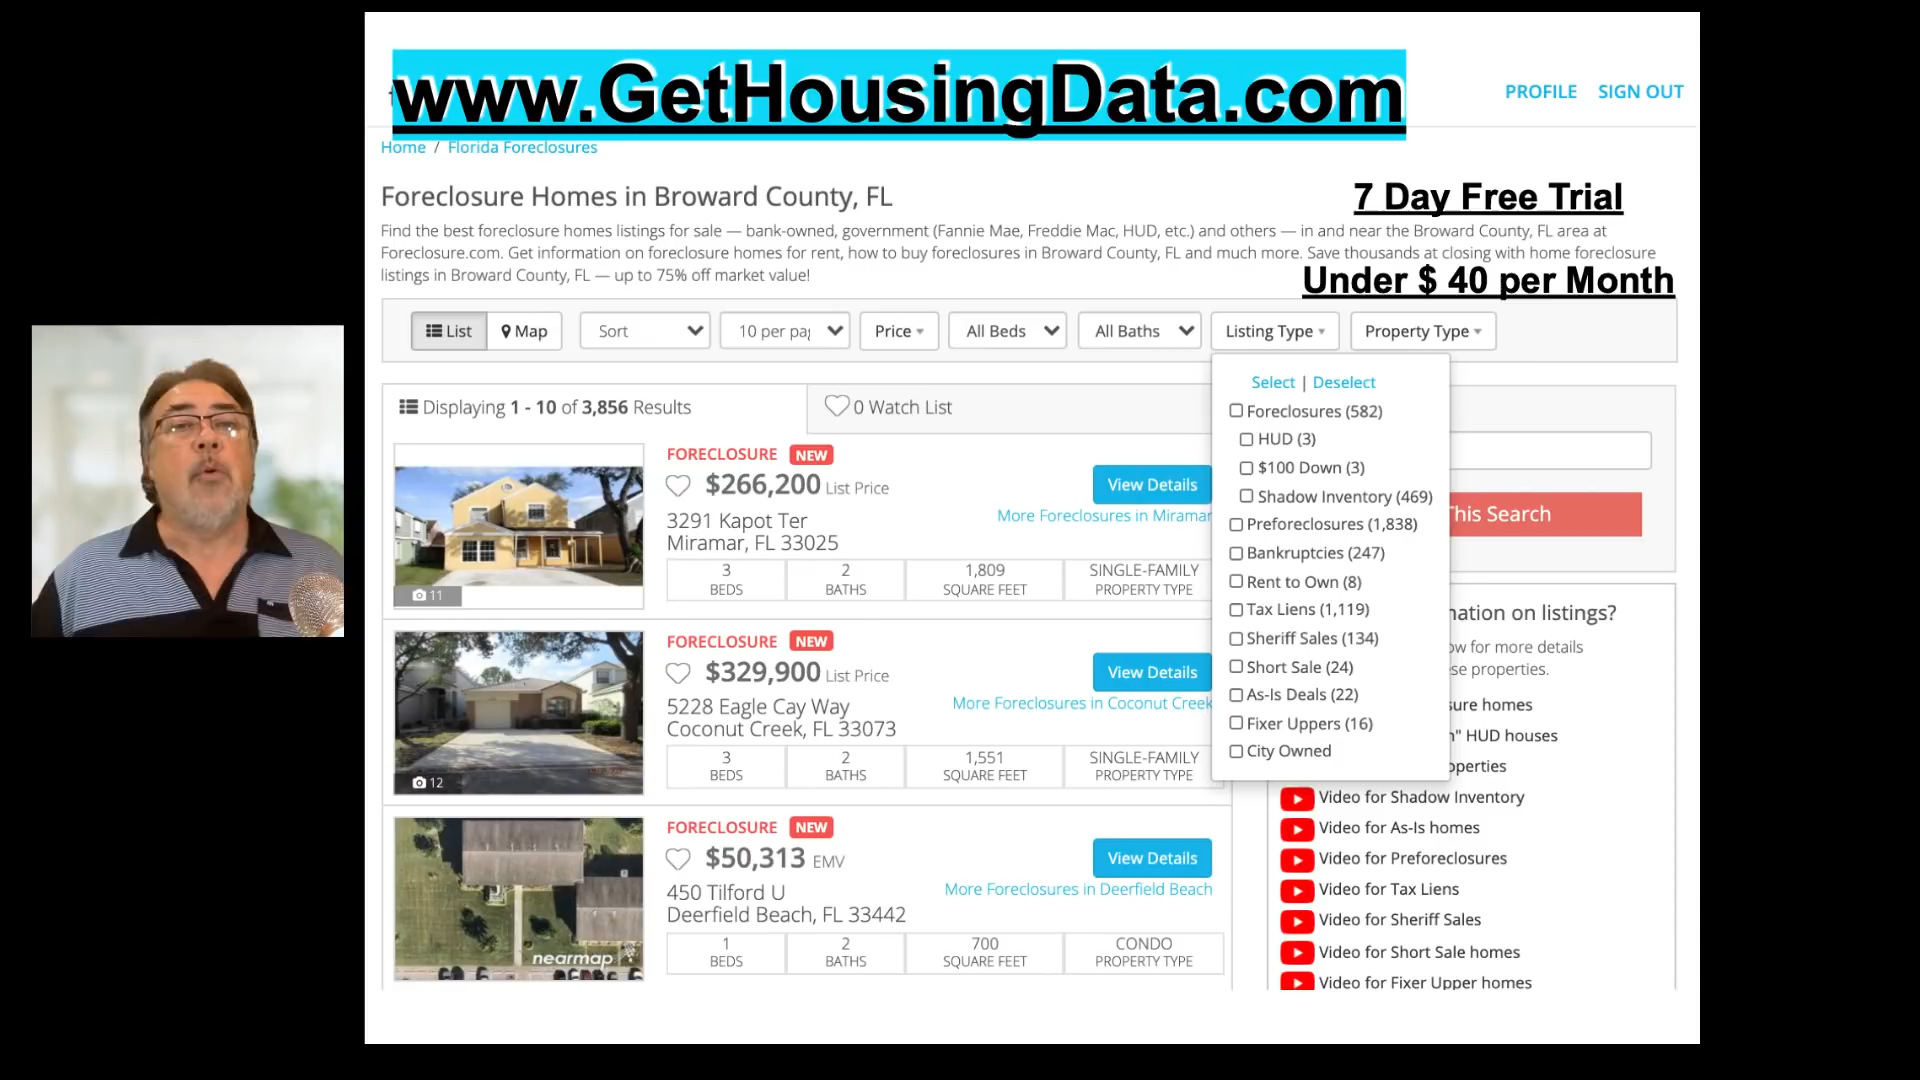 www.GetHousingData.com
PROFILE SIGN OUT
Home / Florida Foreclosures
Foreclosure Homes in Broward County, FL
7 Day Free Trial
Find the best foreclosure homes listings for sale — bank-owned, government (Fannie Mae, Freddie Mac, HUD, etc.) and others — in and near the Broward County, FL area at
Foreclosure.com. Get information on foreclosure homes for rent, how to buy foreclosures in Broward County, FL and much more. Save thousands at closing with home foreclosure
listings in Broward County, FL — up to 75% off market value!
Under $ 40 per Month
List Map Sort 10 per pa Price All Beds All Baths Listing Type Property Type
Select | Deselect
Foreclosures (582)
HUD (3)
$100 Down (3)
Shadow Inventory (469)
Preforeclosures (1,838)
Bankruptcies (247)
Rent to Own (8)
Tax Liens (1,119)
Sheriff Sales (134)
Short Sale (24)
As-Is Deals (22)
Fixer Uppers (16)
City Owned
Displaying 1 - 10 of 3,856 Results
0 Watch List
FORECLOSURE NEW
$266,200 List Price
View Details
3291 Kapot Ter
Miramar, FL 33025
More Foreclosures in Miramar
3 2 1,809 SINGLE-FAMILY
BEDS BATHS SQUARE FEET PROPERTY TYPE
11
FORECLOSURE NEW
$329,900 List Price
View Details
5228 Eagle Cay Way
Coconut Creek, FL 33073
More Foreclosures in Coconut Creek
3 2 1,551 SINGLE-FAMILY
BEDS BATHS SQUARE FEET PROPERTY TYPE
12
FORECLOSURE NEW
$50,313 EMV
View Details
450 Tilford U
Deerfield Beach, FL 33442
More Foreclosures in Deerfield Beach
1 2 700 CONDO
BEDS BATHS SQUARE FEET PROPERTY TYPE
nearmap
This Search
mation on listings?
ow for more details
se properties.
sure homes
n" HUD houses
operties
Video for Shadow Inventory
Video for As-Is homes
Video for Preforeclosures
Video for Tax Liens
Video for Sheriff Sales
Video for Short Sale homes
Video for Fixer Upper homes